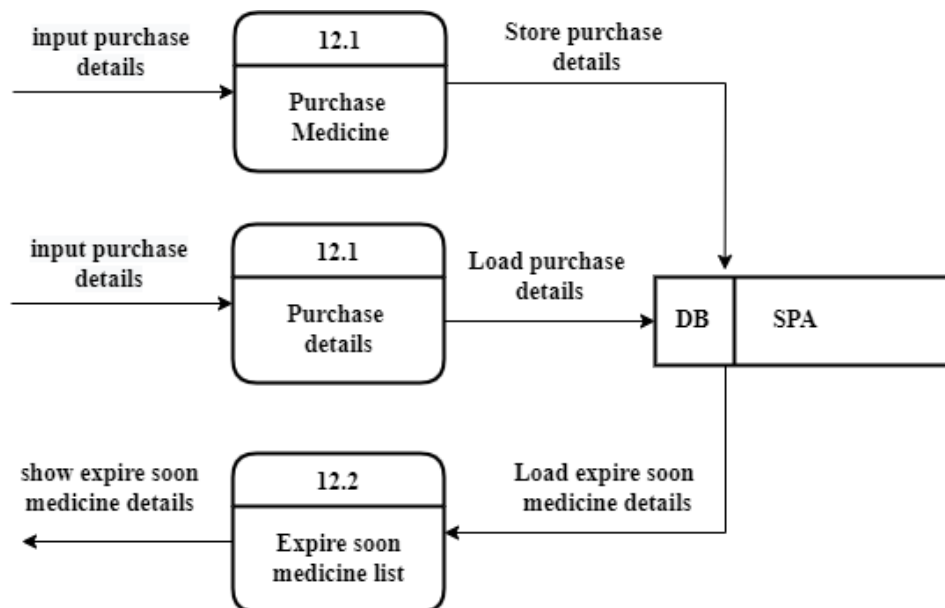 input purchase
details
12.1
Purchase
Medicine
Store purchase
details
input purchase
details
12.1
Purchase
details
Load purchase
details
DB
SPA
show expire soon
medicine details
12.2
Expire soon
medicine list
Load expire soon
medicine details